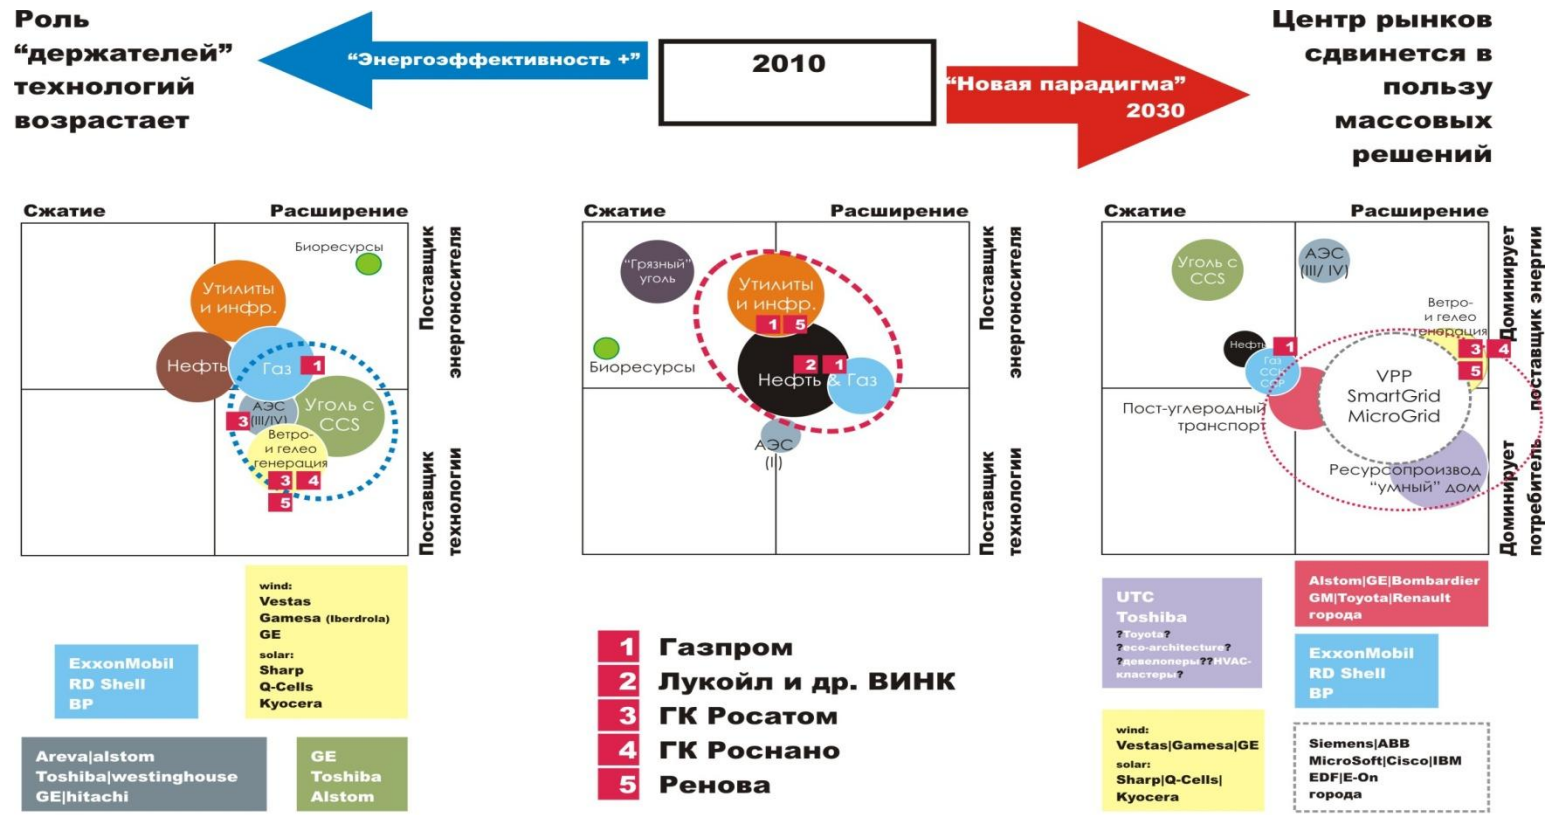 Роль
“держателей”
технологий
возрастает
“Энергоэффективность +”
2010
“Новая парадигма”
2030
Центр рынков
сдвинется в
пользу
массовых
решений
Сжатие
Расширение
Биоресурсы
Утилиты
и инфр.
Нефть
Газ
1
АЭС
(III/IV)
3
Уголь с
CCS
Ветро-
и гелео
генерация
3 4
5
Поставщик
энергоносителя
Поставщик
технологии
Сжатие
Расширение
“Грязный”
уголь
Утилиты
и инфр.
1 5
Биоресурсы
2 1
Нефть & Газ
АЭС
Поставщик
энергоносителя
Поставщик
технологии
Сжатие
Расширение
Уголь с
CCS
АЭС
(III/ IV)
Ветро-
и гелео
генерация
3 4
5
Нефть
1
Газ
VPP
SmartGrid
MicroGrid
Пост-углеродный
транспорт
Ресурсопроизвод
“умный” дом
Доминирует
поставщик энергии
Доминирует
потребитель
wind:
Vestas
Gamesa (Iberdrola)
GE
solar:
Sharp
Q-Cells
Kyocera
ExxonMobil
RD Shell
BP
Areva|alstom
Toshiba|westinghouse
GE|hitachi
GE
Toshiba
Alstom
1 Газпром
2 Лукойл и др. ВИНК
3 ГК Росатом
4 ГК Роснано
5 Ренова
UTC
Toshiba
?Toyota?
?eco-architecture?
?девелоперы??HVAC-
кластеры?
Alstom|GE|Bombardier
GM|Toyota|Renault
города
ExxonMobil
RD Shell
BP
wind:
Vestas|Gamesa|GE
solar:
Sharp|Q-Cells|
Kyocera
Siemens|ABB
MicroSoft|Cisco|IBM
EDF|E-On
города